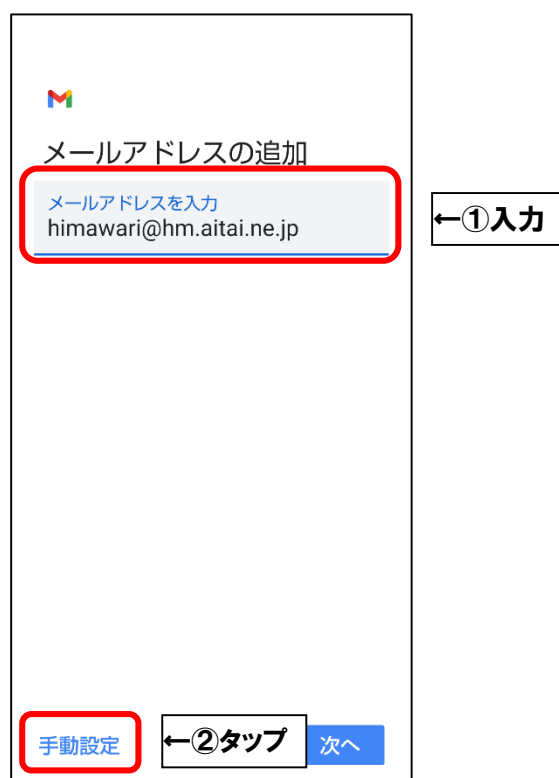 メールアドレスの追加
メールアドレスを入力
himawari@hm.aitai.ne.jp
←①入力
手動設定
←②タップ
次へ